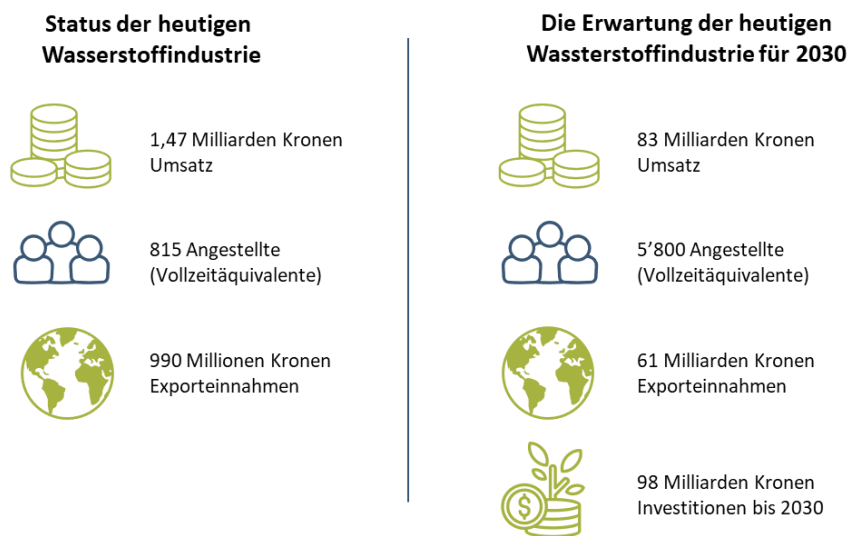 Status der heutigen
Wasserstoffindustrie
1,47 Milliarden Kronen
Umsatz
815 Angestellte
(Vollzeitäquivalente)
990 Millionen Kronen
Exporteinnahmen
Die Erwartung der heutigen
Wassterstoffindustrie für 2030
83 Milliarden Kronen
Umsatz
5’800 Angestellte
(Vollzeitäquivalente)
61 Milliarden Kronen
Exporteinnahmen
$
98 Milliarden Kronen
Investitionen bis 2030